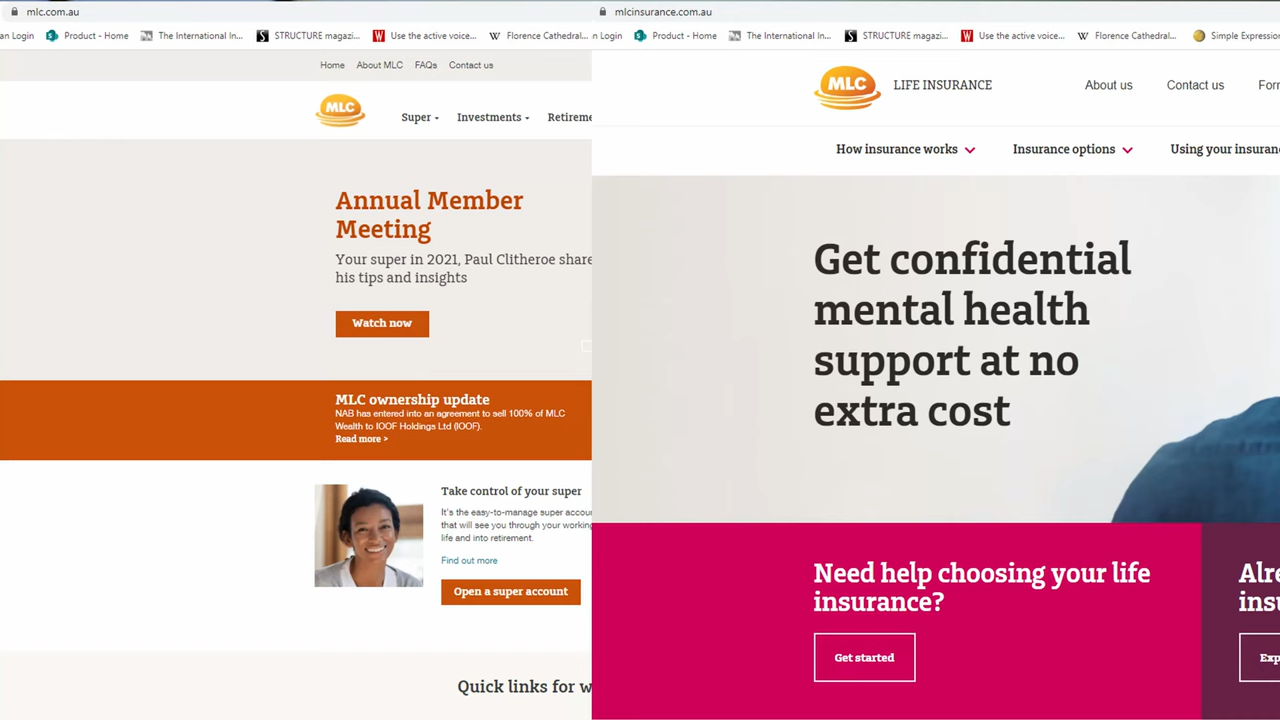 mlc.com.au
an Login Product - Home The International In... STRUCTURE magazi... Use the active voice... Florence Cathedral...
Home About MLC FAQs Contact us
MLC
Super Investments Retireme
Annual Member
Meeting
Your super in 2021, Paul Clitheroe share
his tips and insights
Watch now
MLC ownership update
NAB has entered into an agreement to sell 100% of MLC
Wealth to IOOF Holdings Ltd (IOOF).
Read more >
Take control of your super
It's the easy-to-manage super accou
that will see you through your working
life and into retirement.
Find out more
Open a super account
Quick links for w
mlcinsurance.com.au
n Login Product - Home The International In... STRUCTURE magazi... Use the active voice... Florence Cathedral... Simple Expression
MLC LIFE INSURANCE
About us Contact us For
How insurance works Insurance options Using your insuran
Get confidential
mental health
support at no
extra cost
Need help choosing your life
insurance?
Get started
Alre
insu
Exp